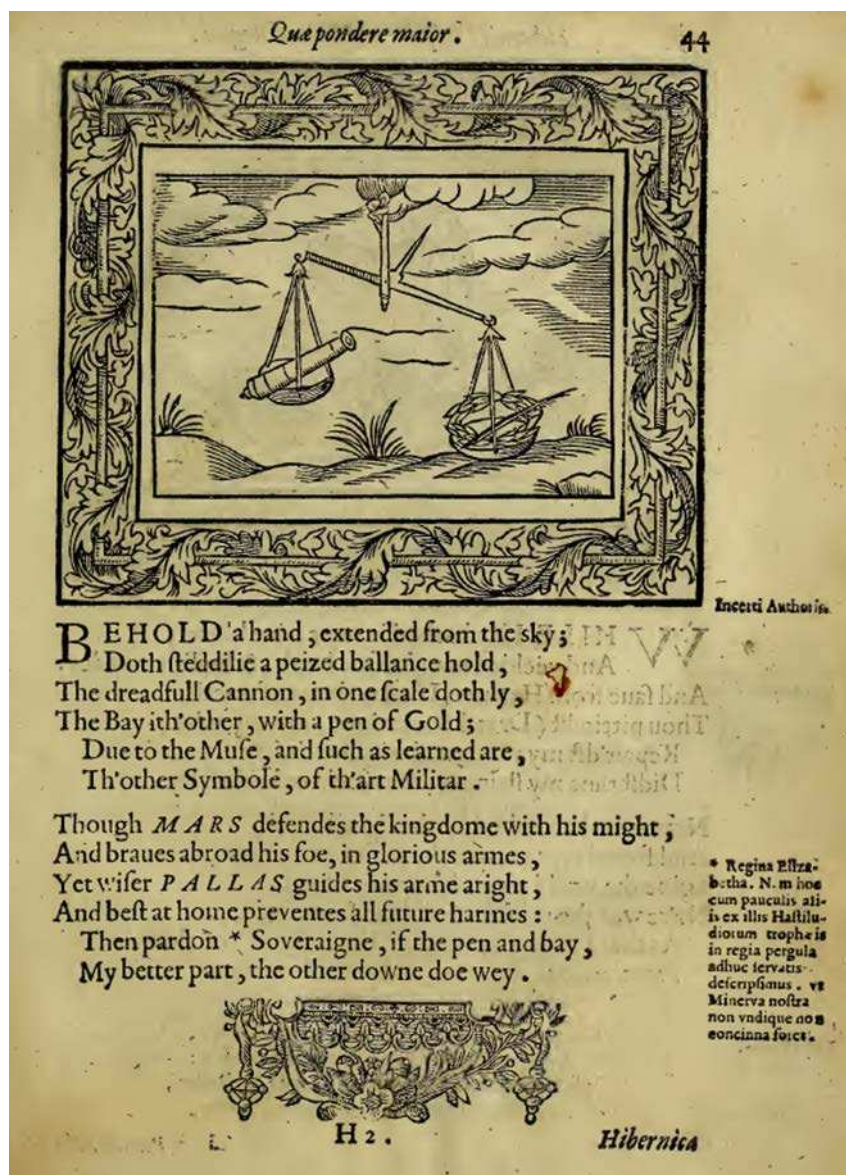 Quæ pondere maior.
44
Incerti Authoris.
BEHOLD a hand, extended from the sky;
Doth ſteddilie a peized ballance hold,
The dreadfull Cannon, in one ſcale doth ly,
The Bay ith'other, with a pen of Gold;
Due to the Muſe, and ſuch as learned are,
Th'other Symbole, of th'art Militar.
Though MARS defendes the kingdome with his might,
And braues abroad his foe, in glorious armes,
Yet wiſer PALLAS guides his arme aright,
And beſt at home preventes all future harmes:
Then pardon * Soveraigne, if the pen and bay,
My better part, the other downe doe wey.
* Regina Eliza-
betha. Nam hoc
cum pauculis ali-
is ex illis Haſtilu-
diorum trophæis
in regia pergula
adhuc ſervatis
deſcripſimus. vt
Minerva noſtra
non vndique non
concinna foret.
H 2.
Hibernica